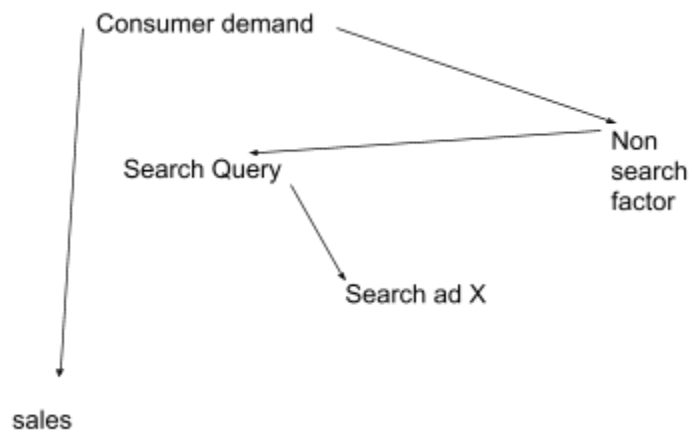 Consumer demand
Non
search
factor
Search Query
Search ad X
sales